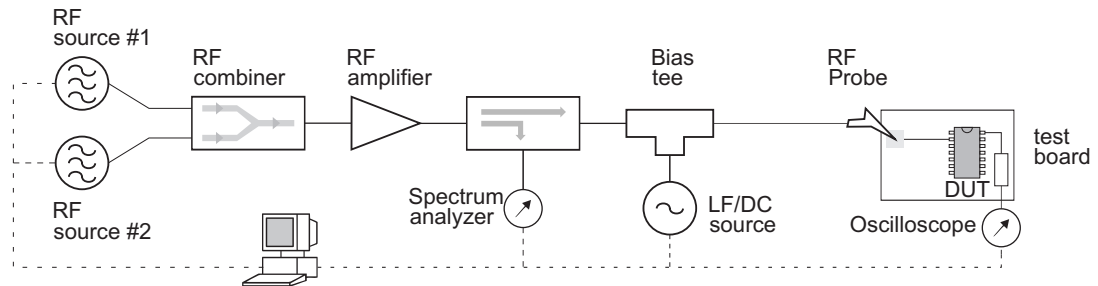 RF
source #1
RF
combiner
RF
amplifier
Bias
tee
RF
Probe
test
board
DUT
Spectrum
analyzer
LF/DC
source
Oscilloscope
RF
source #2